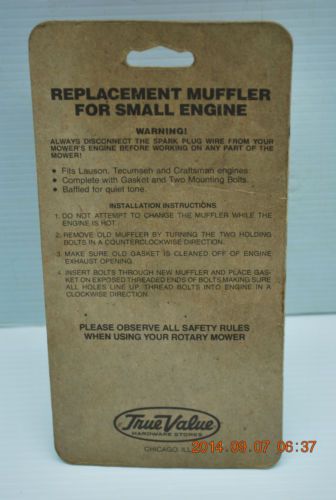 REPLACEMENT MUFFLER
FOR SMALL ENGINE
WARNING!
ALWAYS DISCONNECT THE SPARK PLUG WIRE FROM YOUR
MOWER'S ENGINE BEFORE WORKING ON ANY PART OF THE
MOWER!
• Fits Lauson, Tecumseh and Craftsman engines.
• Complete with Gasket and Two Mounting Bolts.
• Baffled for quiet tone.
INSTALLATION INSTRUCTIONS
1. DO NOT ATTEMPT TO CHANGE THE MUFFLER WHILE THE
ENGINE IS HOT.
2. REMOVE OLD MUFFLER BY TURNING THE TWO HOLDING
BOLTS IN A COUNTERCLOCKWISE DIRECTION.
3. MAKE SURE OLD GASKET IS CLEANED OFF OF ENGINE
EXHAUST OPENING.
4. INSERT BOLTS THROUGH NEW MUFFLER AND PLACE GAS-
KET ON EXPOSED THREADED ENDS OF BOLTS MAKING SURE
ALL HOLES LINE UP. THREAD BOLTS INTO ENGINE IN A
CLOCKWISE DIRECTION.
PLEASE OBSERVE ALL SAFETY RULES
WHEN USING YOUR ROTARY MOWER
True Value
HARDWARE STORES
CHICAGO, ILL
2014.09.07 06:37